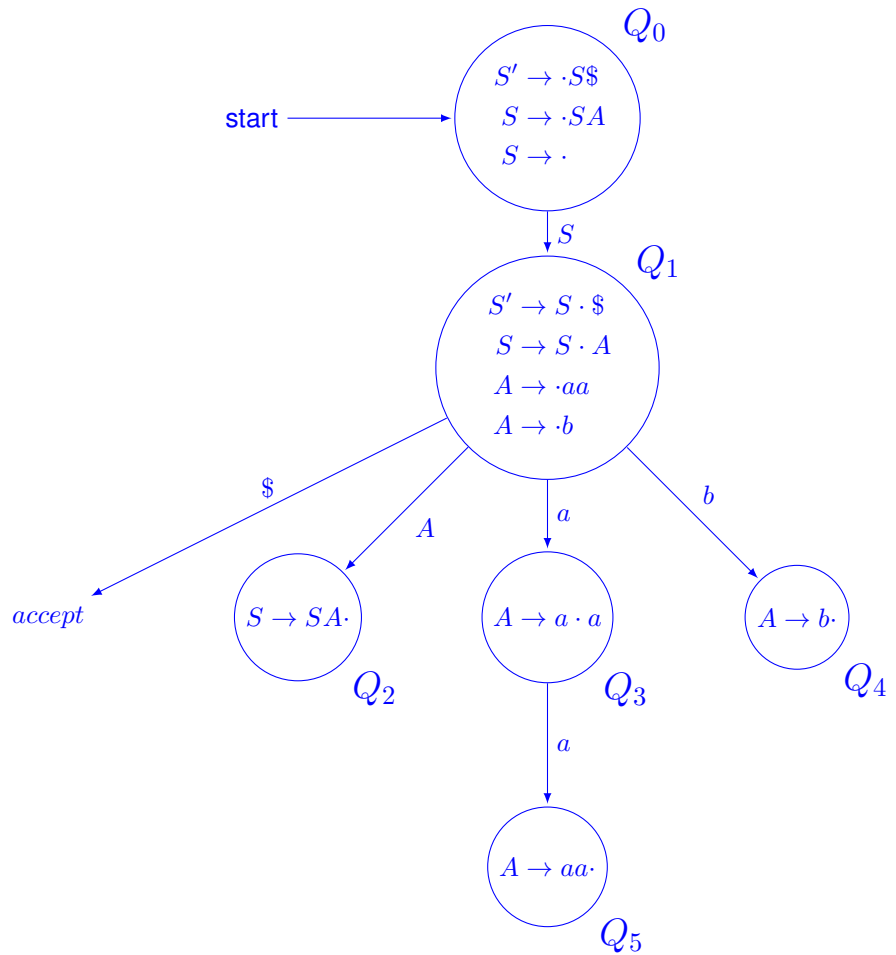 Q₀
S′ → ·S$
start
S → ·SA
S → ·
S
Q₁
S′ → S · $
S → S · A
A → ·aa
A → ·b
$
A
a
b
accept
S → SA·
A → a · a
A → b·
Q₂
Q₃
Q₄
a
A → aa·
Q₅